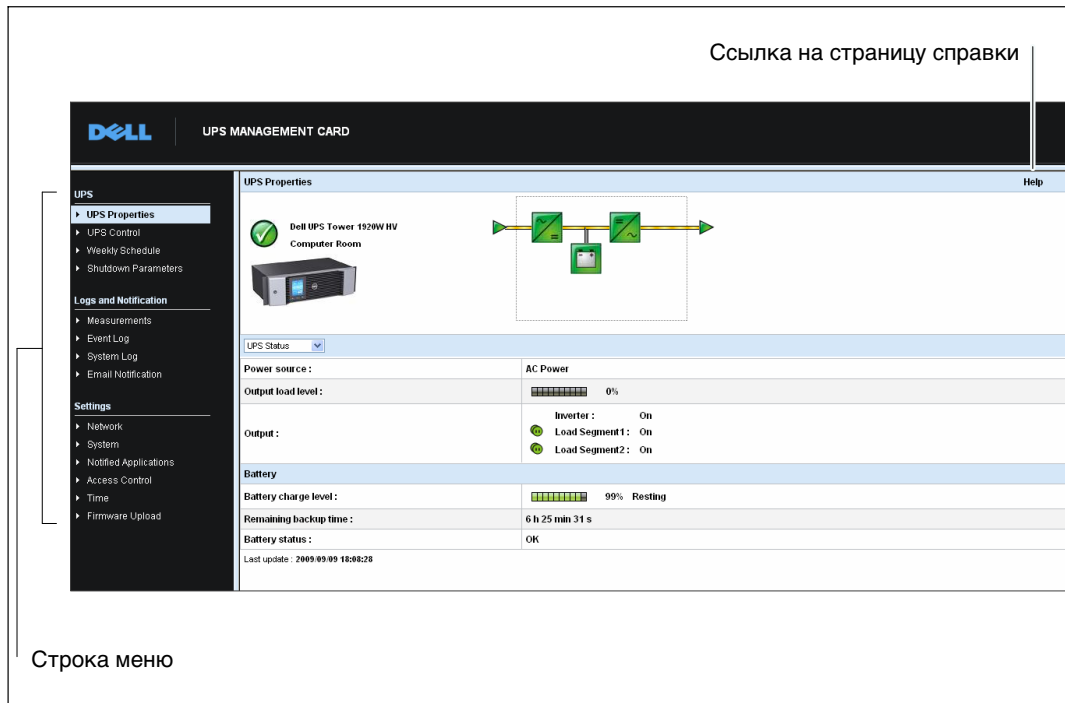 Ссылка на страницу справки
DELL
UPS MANAGEMENT CARD
UPS
UPS Properties
UPS Control
Weekly Schedule
Shutdown Parameters
Logs and Notification
Measurements
Event Log
System Log
Email Notification
Settings
Network
System
Notified Applications
Access Control
Time
Firmware Upload
UPS Properties
Help
Dell UPS Tower 1920W HV
Computer Room
UPS Status
Power source :
AC Power
Output load level :
0%
Output :
Inverter : On
Load Segment1 : On
Load Segment2 : On
Battery
Battery charge level :
99% Resting
Remaining backup time :
6 h 25 min 31 s
Battery status :
OK
Last update : 2009/09/09 18:08:28
Строка меню